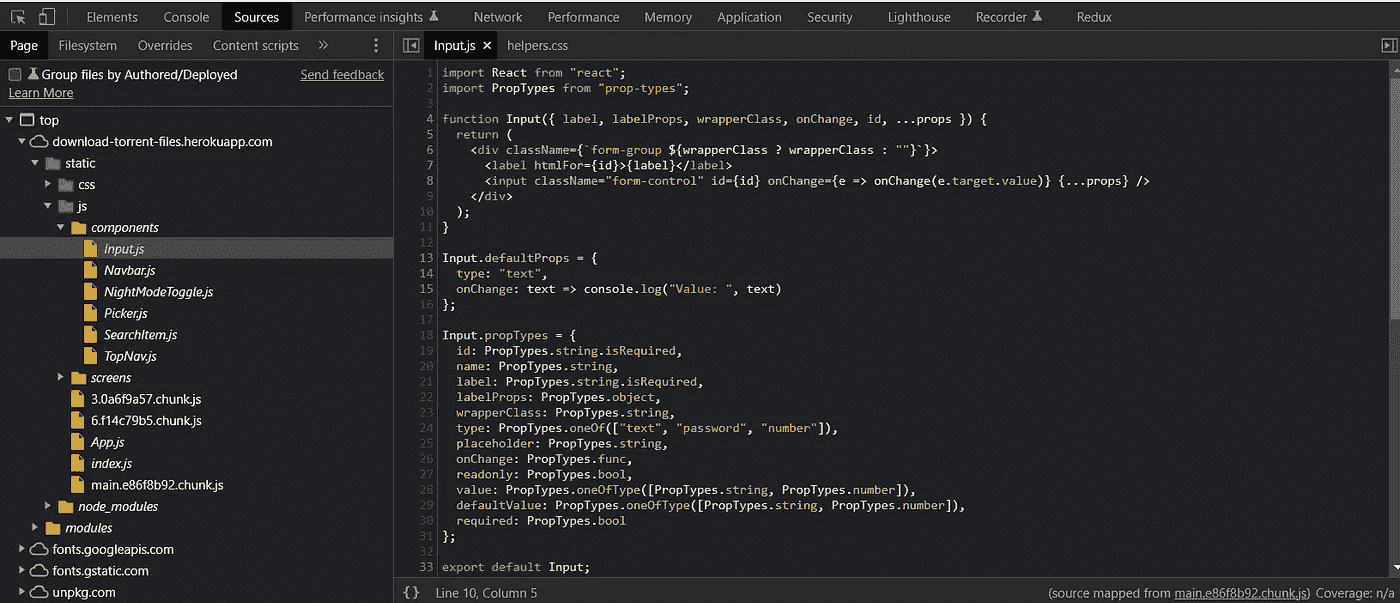 Elements Console Sources Performance insights Network Performance Memory Application Security Lighthouse Recorder Redux
Page Filesystem Overrides Content scripts »
Input.js × helpers.css
Group files by Authored/Deployed Send feedback
Learn More
top
download-torrent-files.herokuapp.com
static
css
js
components
Input.js
Navbar.js
NightModeToggle.js
Picker.js
SearchItem.js
TopNav.js
screens
3.0a6f9a57.chunk.js
6.f14c79b5.chunk.js
App.js
index.js
main.e86f8b92.chunk.js
node_modules
modules
fonts.googleapis.com
fonts.gstatic.com
unpkg.com
1 import React from "react";
2 import PropTypes from "prop-types";
3
4 function Input({ label, labelProps, wrapperClass, onChange, id, ...props }) {
5   return (
6     <div className={`form-group ${wrapperClass ? wrapperClass : ""}`}>
7       <label htmlFor={id}>{label}</label>
8       <input className="form-control" id={id} onChange={e => onChange(e.target.value)} {...props} />
9     </div>
10   );
11 }
12
13 Input.defaultProps = {
14   type: "text",
15   onChange: text => console.log("Value: ", text)
16 };
17
18 Input.propTypes = {
19   id: PropTypes.string.isRequired,
20   name: PropTypes.string,
21   label: PropTypes.string.isRequired,
22   labelProps: PropTypes.object,
23   wrapperClass: PropTypes.string,
24   type: PropTypes.oneOf(["text", "password", "number"]),
25   placeholder: PropTypes.string,
26   onChange: PropTypes.func,
27   readonly: PropTypes.bool,
28   value: PropTypes.oneOfType([PropTypes.string, PropTypes.number]),
29   defaultValue: PropTypes.oneOfType([PropTypes.string, PropTypes.number]),
30   required: PropTypes.bool
31 };
32
33 export default Input;
{} Line 10, Column 5 (source mapped from main.e86f8b92.chunk.js) Coverage: n/a